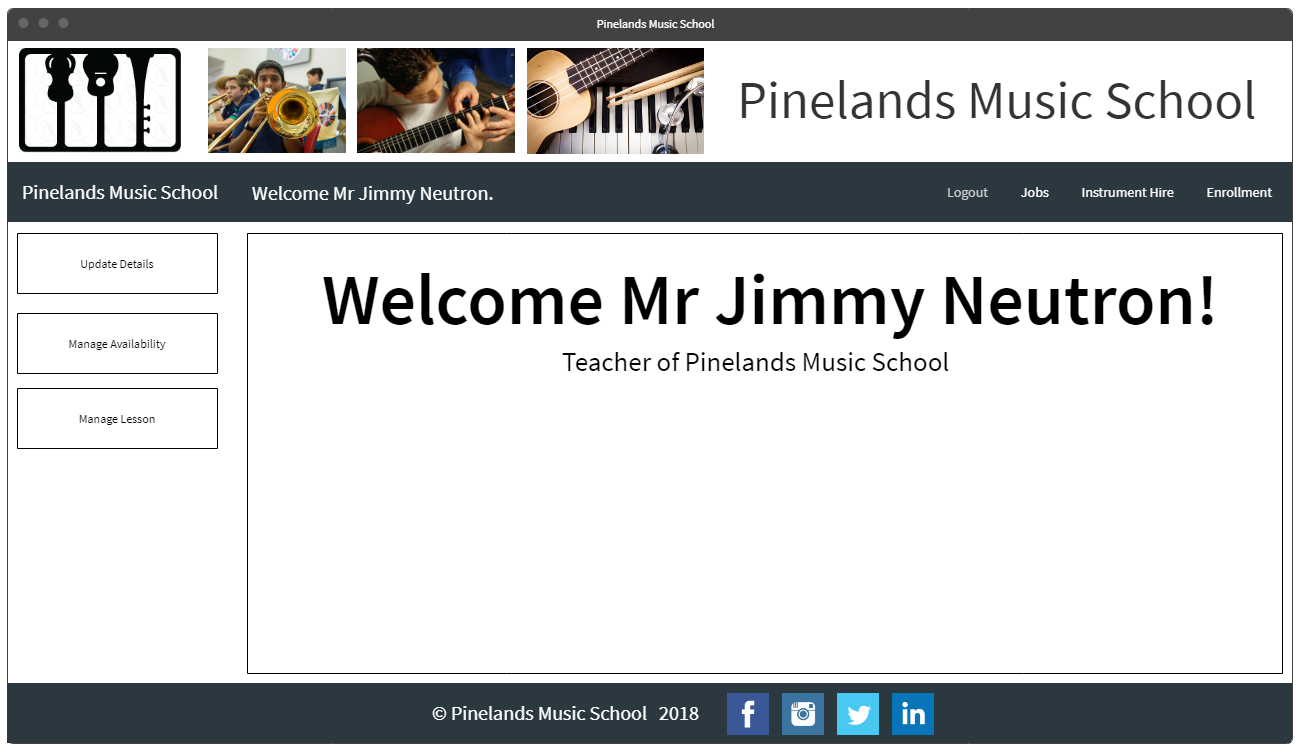 Pinelands Music School
Pinelands Music School
Pinelands Music School
Welcome Mr Jimmy Neutron.
Logout
Jobs
Instrument Hire
Enrollment
Update Details
Manage Availability
Manage Lesson
Welcome Mr Jimmy Neutron!
Teacher of Pinelands Music School
© Pinelands Music School 2018